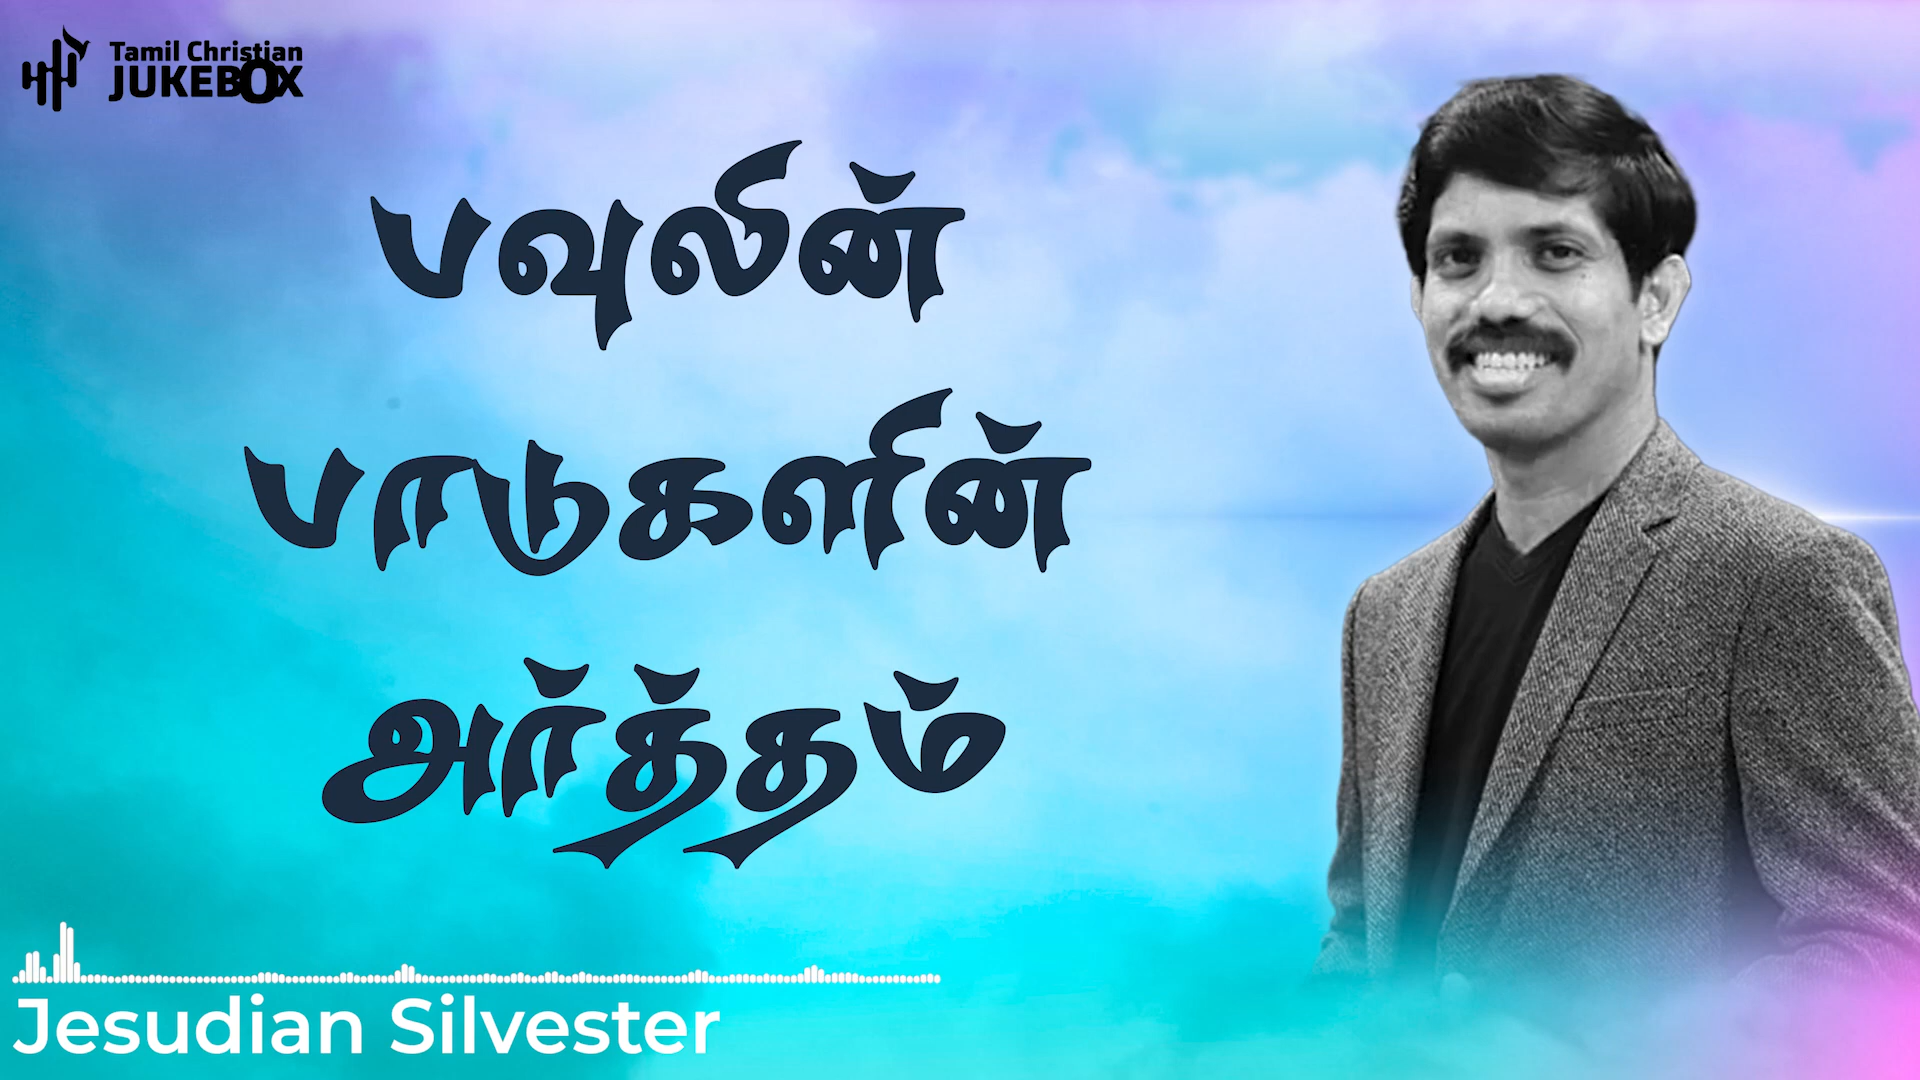 Tamil Christian
JUKEBOX
பவுலின்
பாடுகளின்
அர்த்தம்
Jesudian Silvester